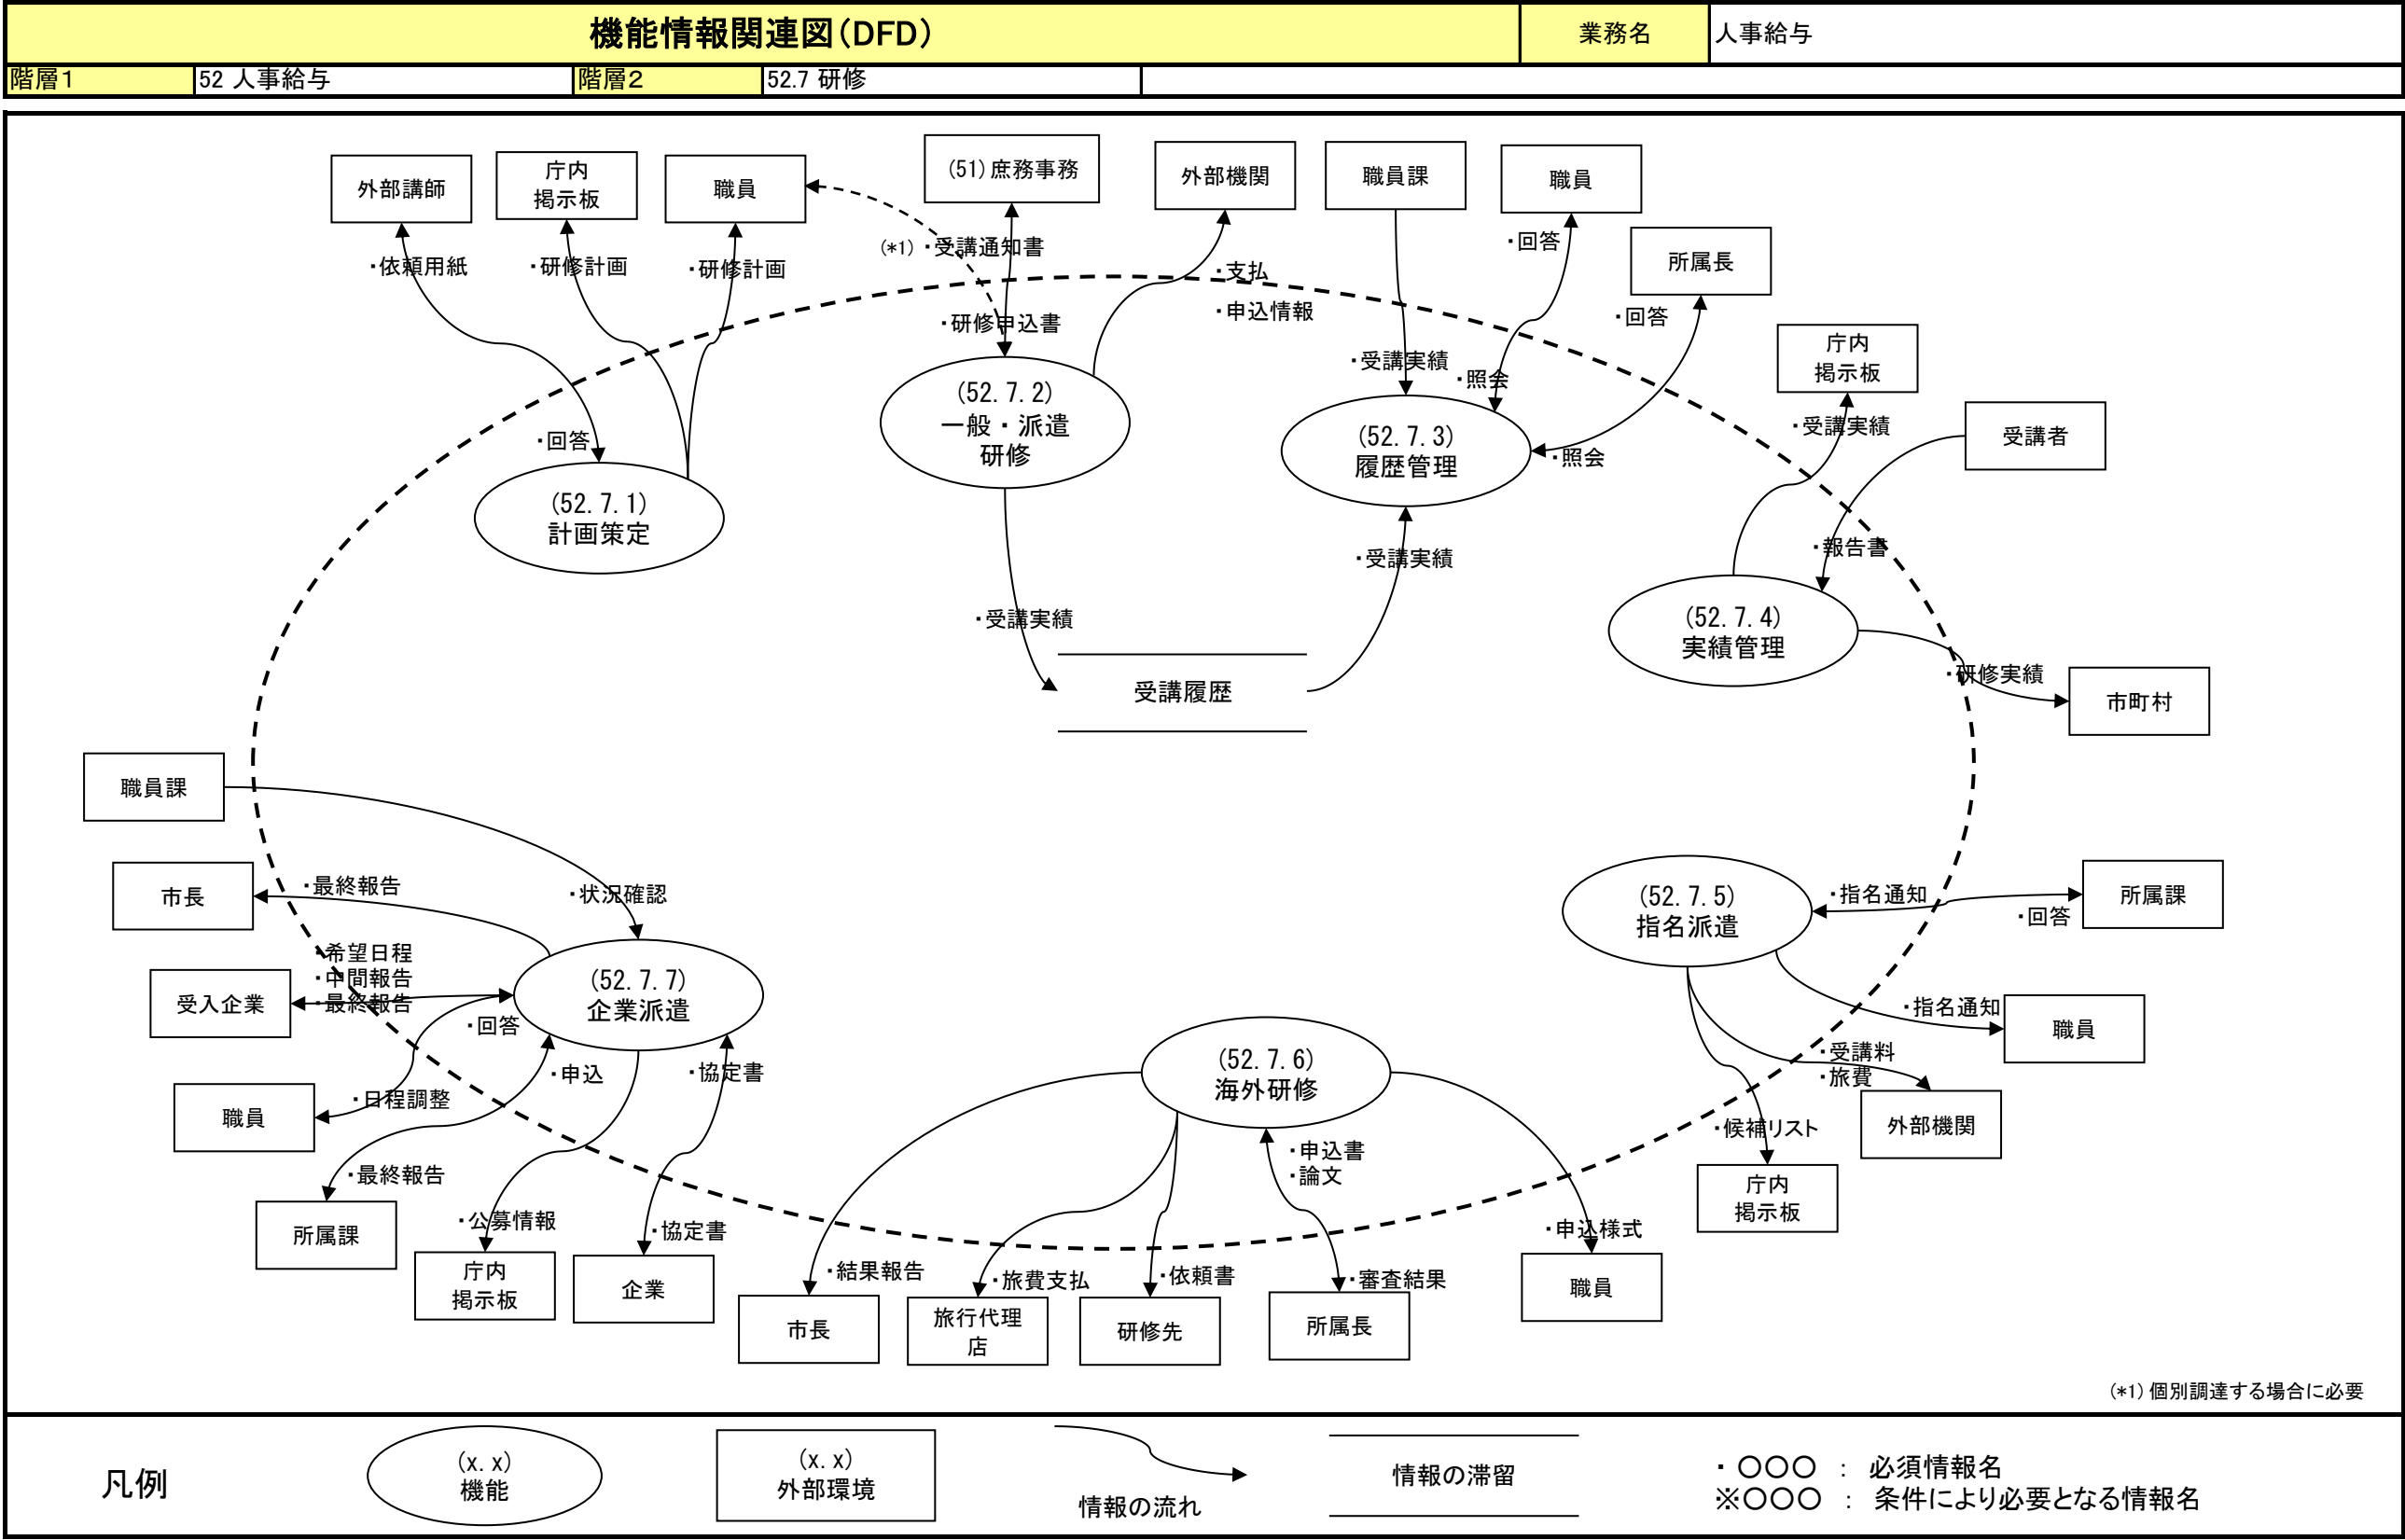 機能情報関連図(DFD)
業務名
人事給与
階層1
52 人事給与
階層2
52.7 研修
外部講師
庁内
掲示板
職員
(51)庶務事務
外部機関
職員課
職員
所属長
庁内
掲示板
受講者
・依頼用紙
・研修計画
・研修計画
(*1)・受講通知書
・研修申込書
・支払
・申込情報
・受講実績
・回答
・照会
・回答
・照会
・受講実績
・報告書
・回答
(52.7.1)
計画策定
(52.7.2)
一般・派遣
研修
(52.7.3)
履歴管理
(52.7.4)
実績管理
・受講実績
・受講実績
受講履歴
・研修実績
市町村
職員課
市長
受入企業
職員
所属課
庁内
掲示板
企業
・状況確認
・最終報告
・希望日程
・中間報告
・最終報告
・回答
・日程調整
・申込
・最終報告
・公募情報
・協定書
・協定書
(52.7.7)
企業派遣
(52.7.6)
海外研修
・結果報告
・旅費支払
・依頼書
・申込書
・論文
・審査結果
・申込様式
市長
旅行代理
店
研修先
所属長
職員
(52.7.5)
指名派遣
・指名通知
・回答
所属課
・指名通知
職員
・受講料
・旅費
外部機関
・候補リスト
庁内
掲示板
(*1)個別調達する場合に必要
凡例
(x.x)
機能
(x.x)
外部環境
情報の流れ
情報の滞留
・ 〇〇〇 : 必須情報名
※〇〇〇 : 条件により必要となる情報名